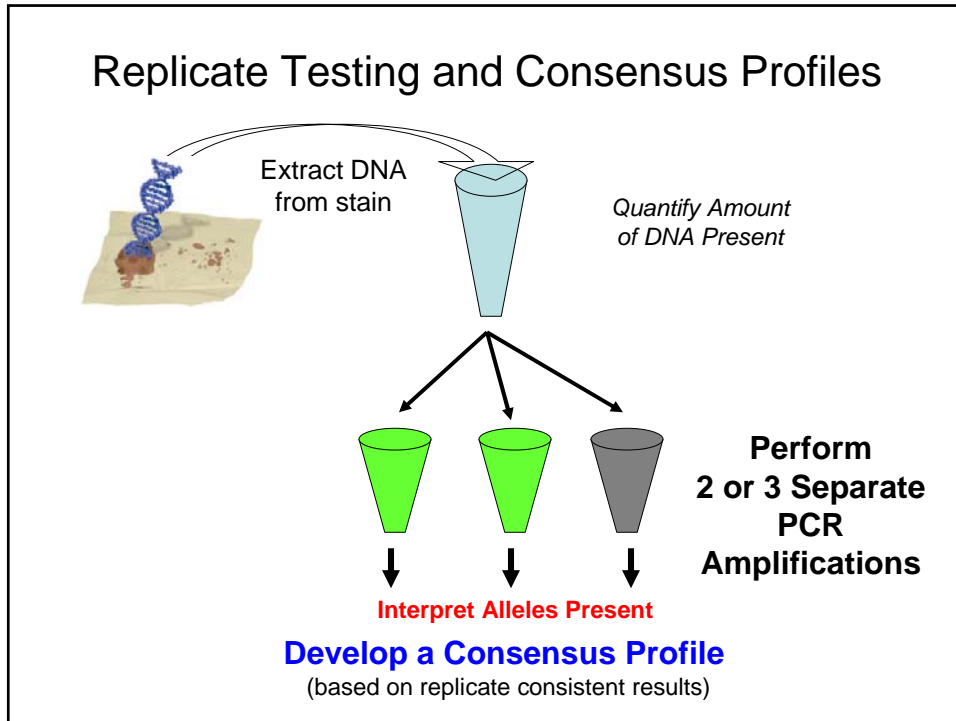 Replicate Testing and Consensus Profiles
Extract DNA
from stain
Quantify Amount
of DNA Present
Perform
2 or 3 Separate
PCR
Amplifications
Interpret Alleles Present
Develop a Consensus Profile
(based on replicate consistent results)